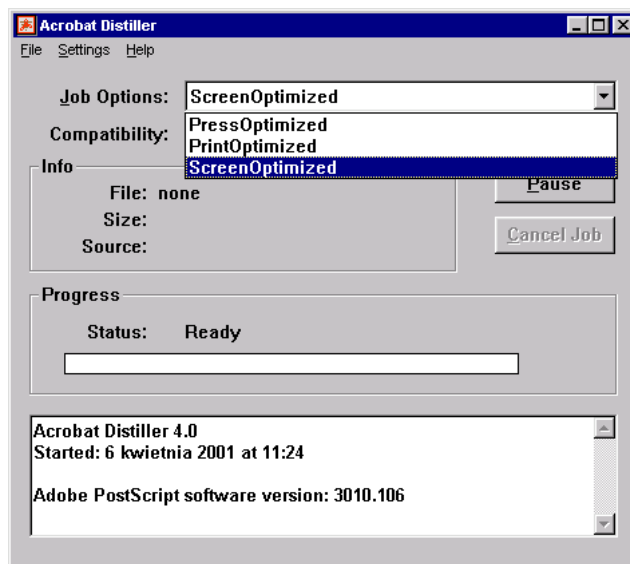 Acrobat Distiller
File Settings Help
Job Options: ScreenOptimized
PressOptimized
Compatibility: PrintOptimized
ScreenOptimized
Info
Pause
File: none
Size:
Cancel Job
Source:
Progress
Status: Ready
Acrobat Distiller 4.0
Started: 6 kwietnia 2001 at 11:24
Adobe PostScript software version: 3010.106